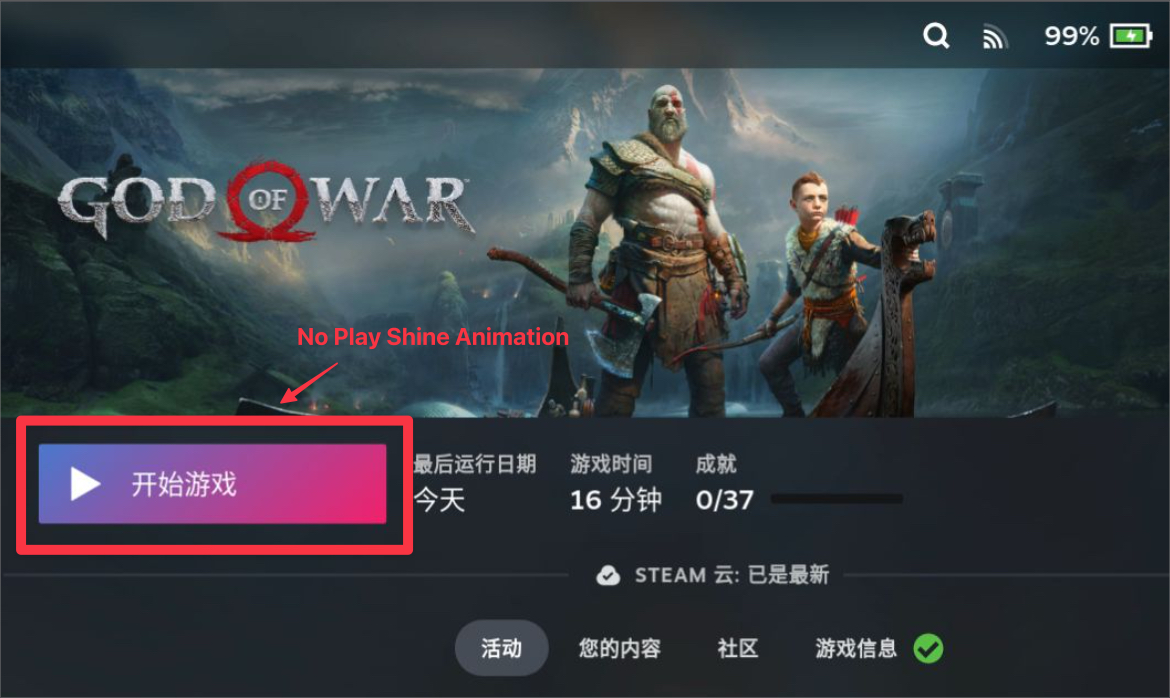 99%
GOD OF WAR
No Play Shine Animation
开始游戏
最后运行日期
今天
游戏时间
16 分钟
成就
0/37
STEAM 云: 已是最新
活动
您的内容
社区
游戏信息